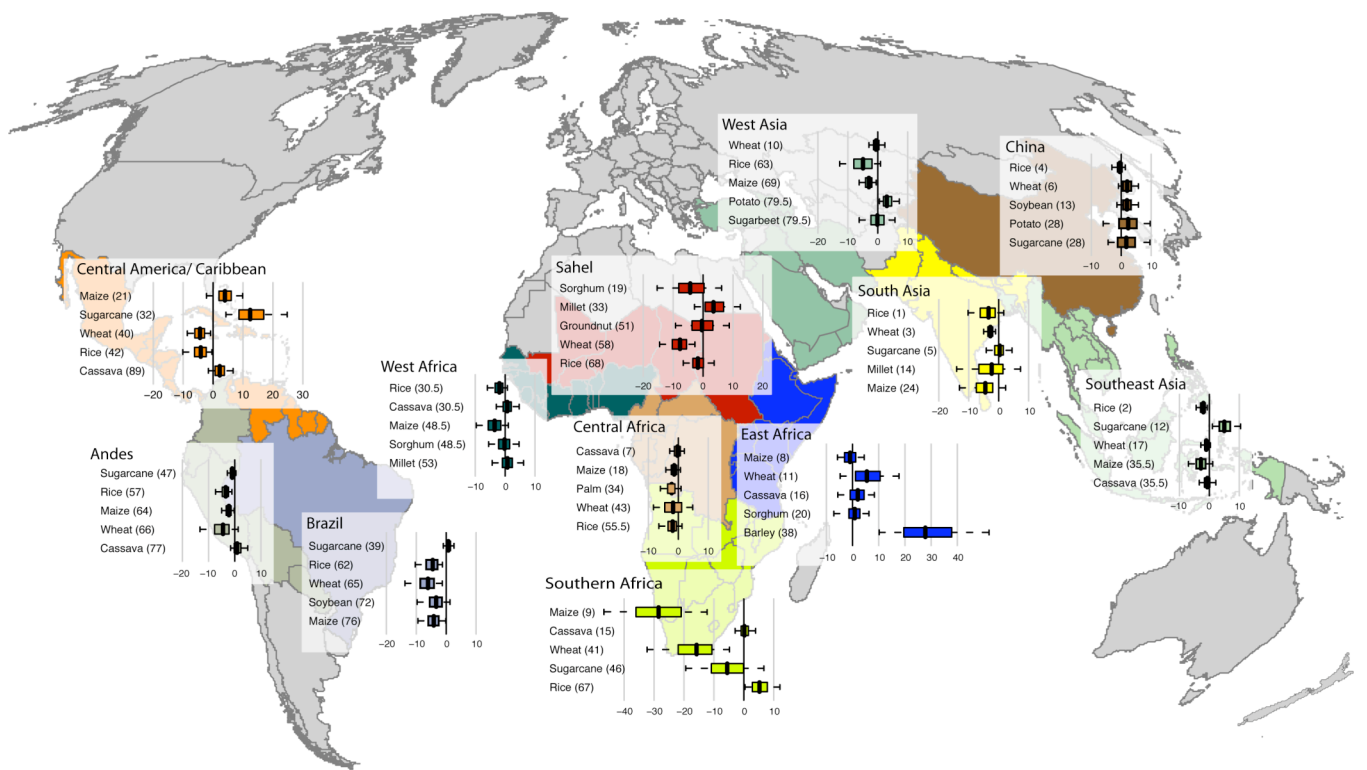 West Asia
Wheat (10)
Rice (63)
Maize (69)
Potato (79.5)
Sugarbeet (79.5)
−20 −10 0 10
China
Rice (4)
Wheat (6)
Soybean (13)
Potato (28)
Sugarcane (28)
−10 0 10
Central America/ Caribbean
Maize (21)
Sugarcane (32)
Wheat (40)
Rice (42)
Cassava (89)
−20 −10 0 10 20 30
Sahel
Sorghum (19)
Millet (33)
Groundnut (51)
Wheat (58)
Rice (68)
−20 −10 0 10 20
South Asia
Rice (1)
Wheat (3)
Sugarcane (5)
Millet (14)
Maize (24)
−20 −10 0 10
West Africa
Rice (30.5)
Cassava (30.5)
Maize (48.5)
Sorghum (48.5)
Millet (53)
−10 0 10
Southeast Asia
Rice (2)
Sugarcane (12)
Wheat (17)
Maize (35.5)
Cassava (35.5)
−10 0 10
Central Africa
Cassava (7)
Maize (18)
Palm (34)
Wheat (43)
Rice (55.5)
−10 0 10
East Africa
Maize (8)
Wheat (11)
Cassava (16)
Sorghum (20)
Barley (38)
−10 0 10 20 40
Andes
Sugarcane (47)
Rice (57)
Maize (64)
Wheat (66)
Cassava (77)
−20 −10 0 10
Brazil
Sugarcane (39)
Rice (62)
Wheat (65)
Soybean (72)
Maize (76)
−20 −10 0 10
Southern Africa
Maize (9)
Cassava (15)
Wheat (41)
Sugarcane (46)
Rice (67)
−40 −30 −20 −10 0 10